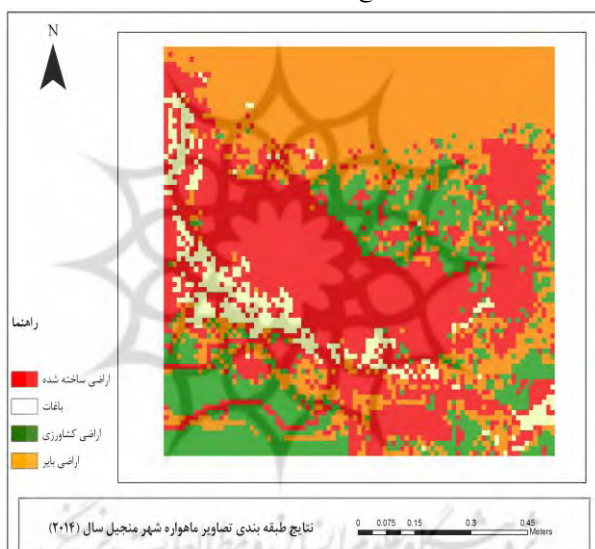 N
راهنما
اراضی ساخته شده
باغات
اراضی کشاورزی
اراضی بایر
نتایج طبقه بندی تصاویر ماهواره شهر منجیل سال (۲۰۱۴)
0 0.075 0.15 0.3 0.45
Meters